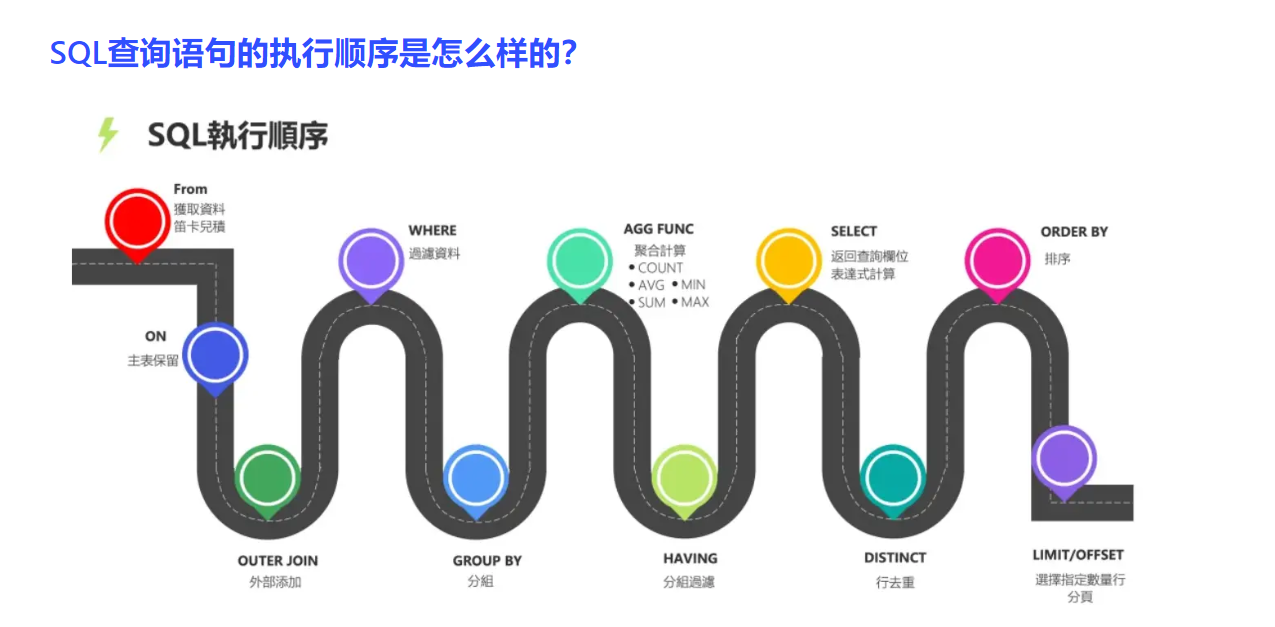 SQL查询语句的执行顺序是怎么样的？
SQL執行順序
From
獲取資料
笛卡兒積
ON
主表保留
OUTER JOIN
外部添加
WHERE
過濾資料
GROUP BY
分組
AGG FUNC
聚合計算
• COUNT
• AVG • MIN
• SUM • MAX
HAVING
分組過濾
SELECT
返回查詢欄位
表達式計算
DISTINCT
行去重
ORDER BY
排序
LIMIT/OFFSET
選擇指定數量行
分頁